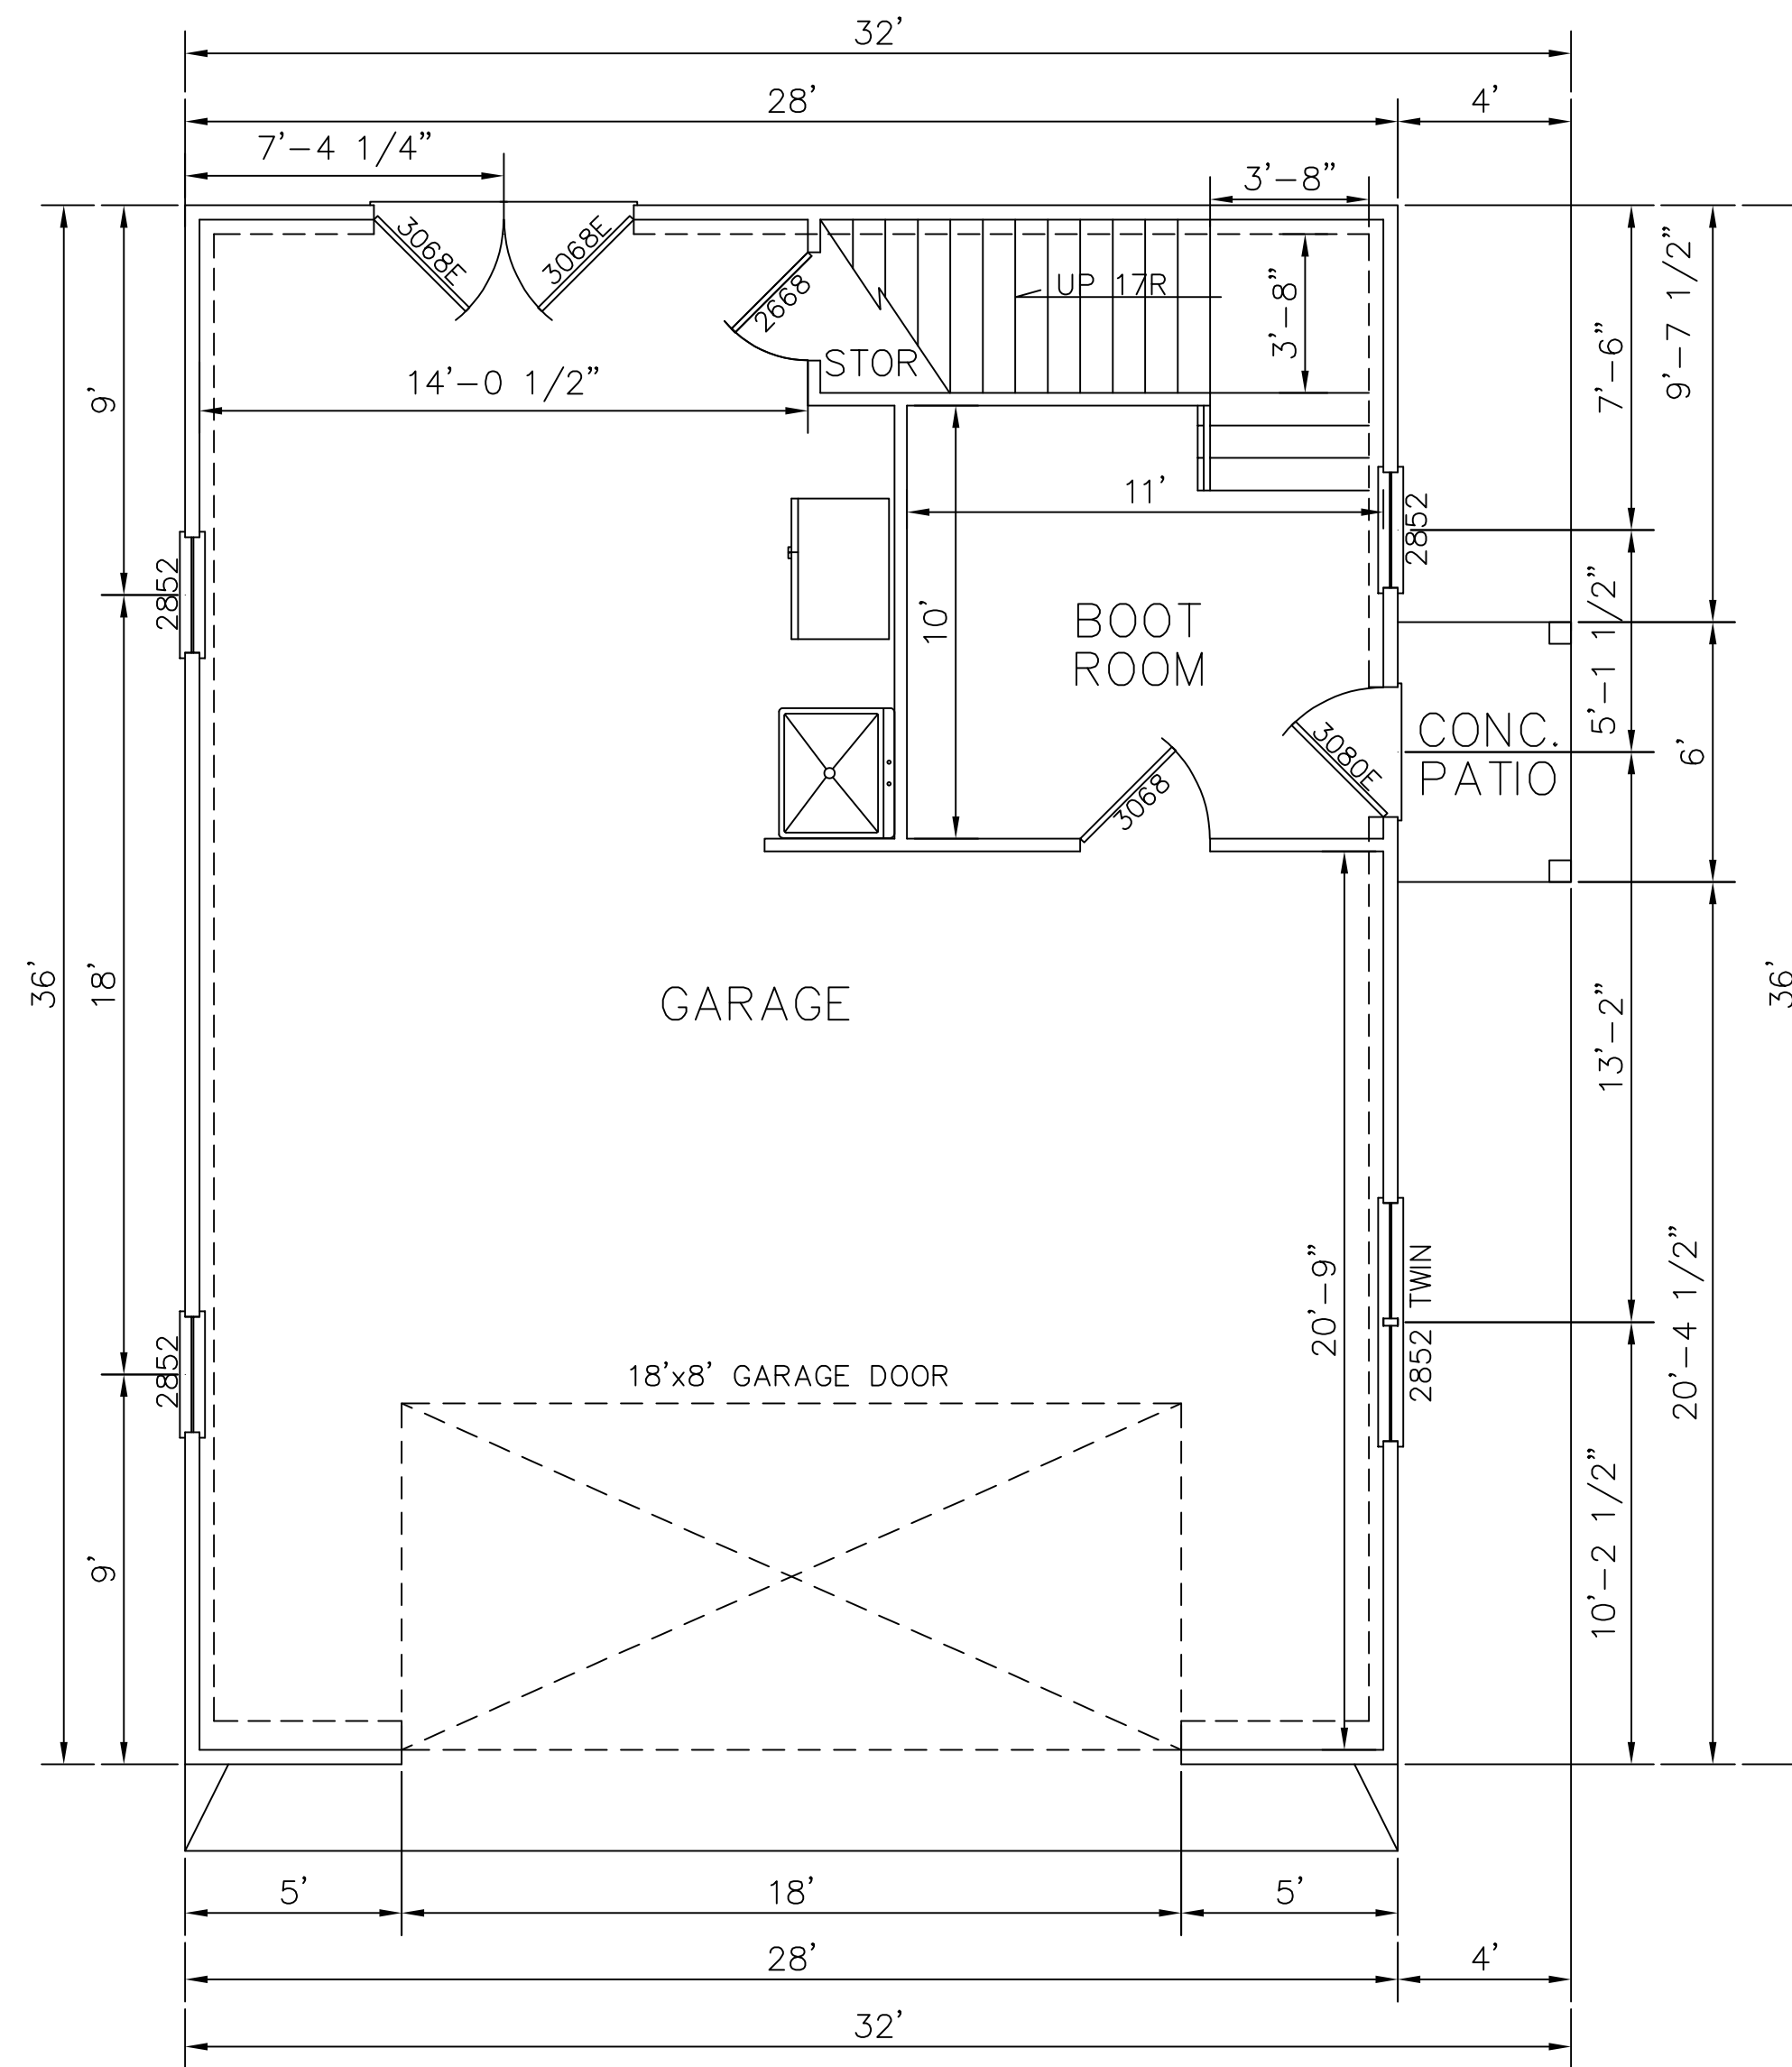 32'
28'
4'
7'-4 1/4"
3'-8"
3068E
3068E
2668
UP 17R
3'-8"
STOR
7'-6"
9'-7 1/2"
9'
14'-0 1/2"
11'
2852
2852
10'
BOOT
ROOM
5'-1 1/2"
6'
CONC.
PATIO
3080E
3068
36'
18'
GARAGE
13'-2"
36'
20'-9"
2852 TWIN
20'-4 1/2"
2852
18'x8' GARAGE DOOR
9'
10'-2 1/2"
5'
18'
5'
28'
4'
32'